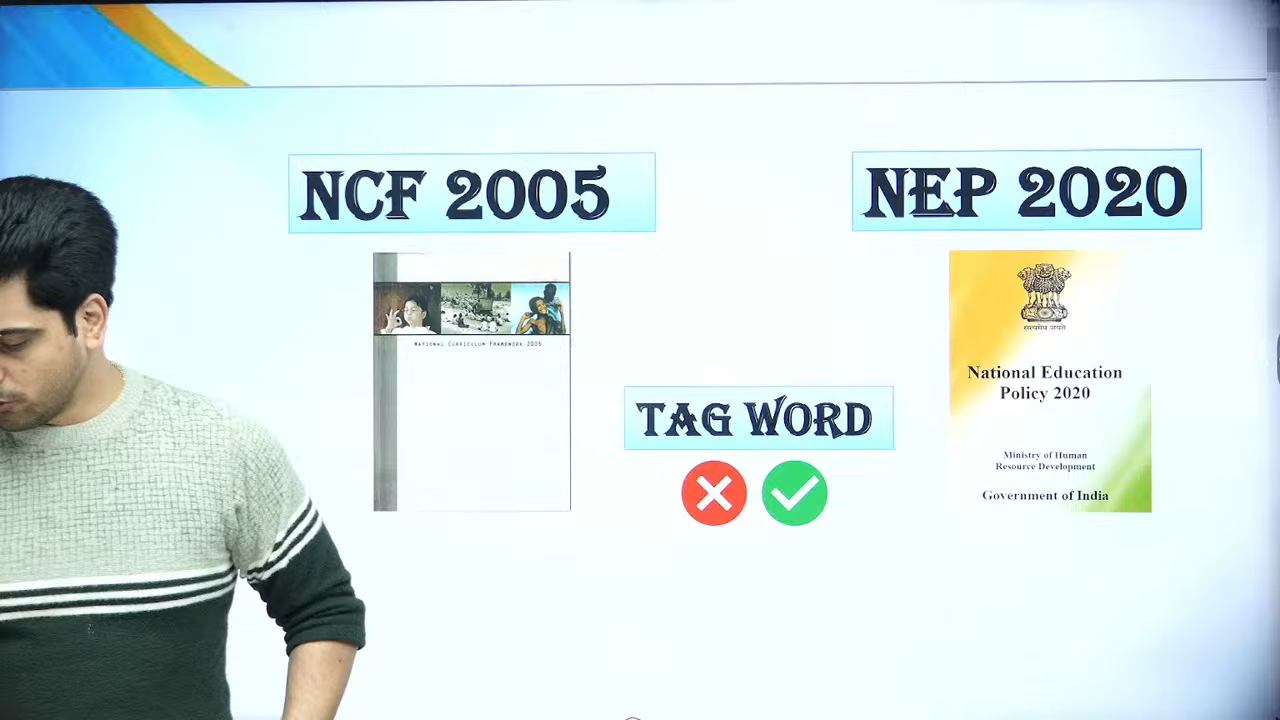 NCF 2005
NEP 2020
NATIONAL CURRICULUM FRAMEWORK 2005
सत्यमेव जयते
National Education
Policy 2020
TAG WORD
Ministry of Human
Resource Development
Government of India